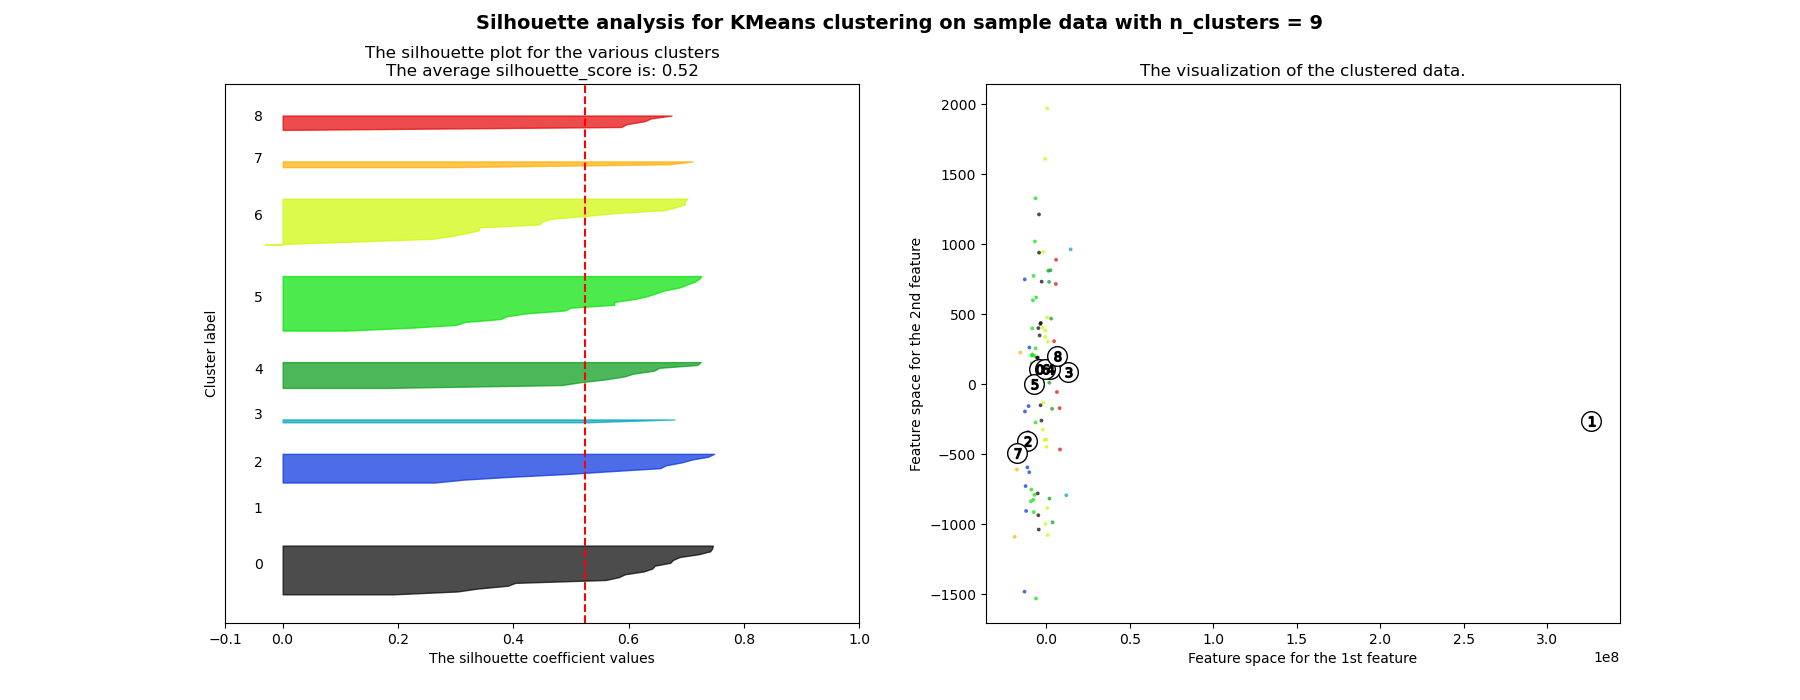 Silhouette analysis for KMeans clustering on sample data with n_clusters = 9
The silhouette plot for the various clusters
The average silhouette_score is: 0.52
Cluster label
8
7
6
5
4
3
2
1
0
−0.1 0.0 0.2 0.4 0.6 0.8 1.0
The silhouette coefficient values
The visualization of the clustered data.
Feature space for the 2nd feature
2000
1500
1000
500
0
−500
−1000
−1500
8
0 6 4 3
5
1
2
7
0.0 0.5 1.0 1.5 2.0 2.5 3.0
1e8
Feature space for the 1st feature